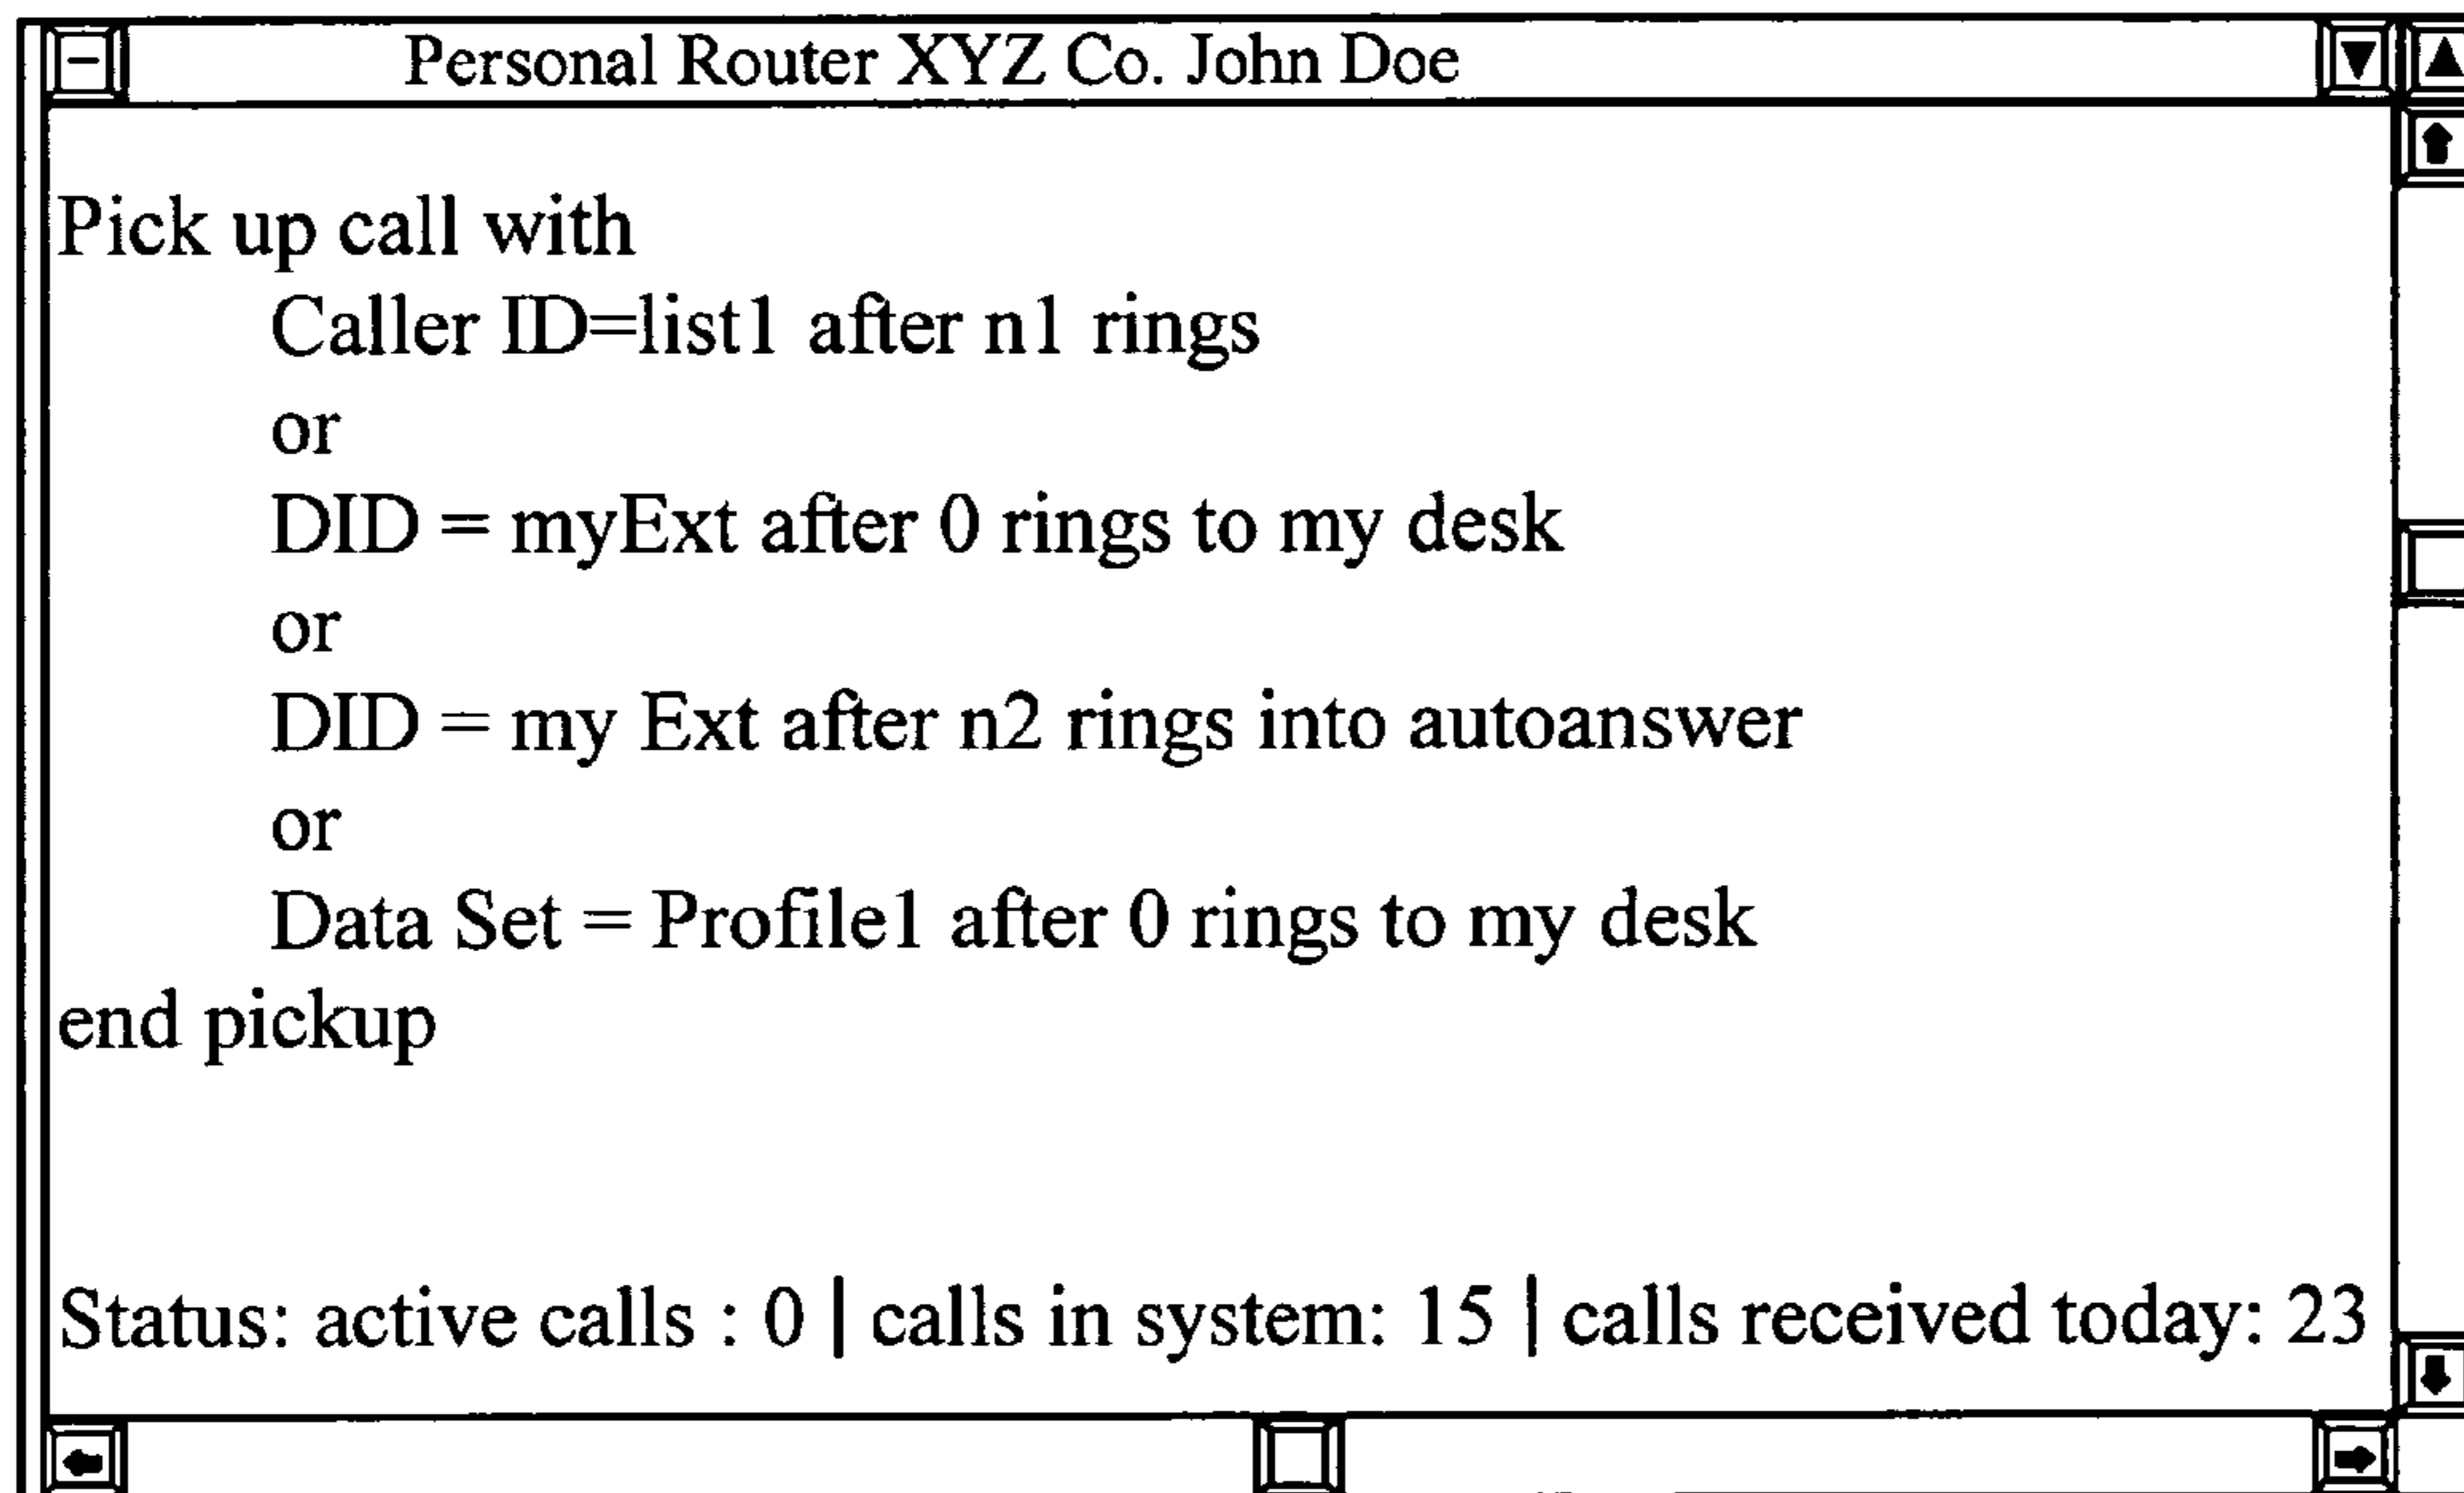 Personal Router XYZ Co. John Doe
Pick up call with
Caller ID=list1 after n1 rings
or
DID = myExt after 0 rings to my desk
or
DID = my Ext after n2 rings into autoanswer
or
Data Set = Profile1 after 0 rings to my desk
end pickup
Status: active calls : 0 | calls in system: 15 | calls received today: 23